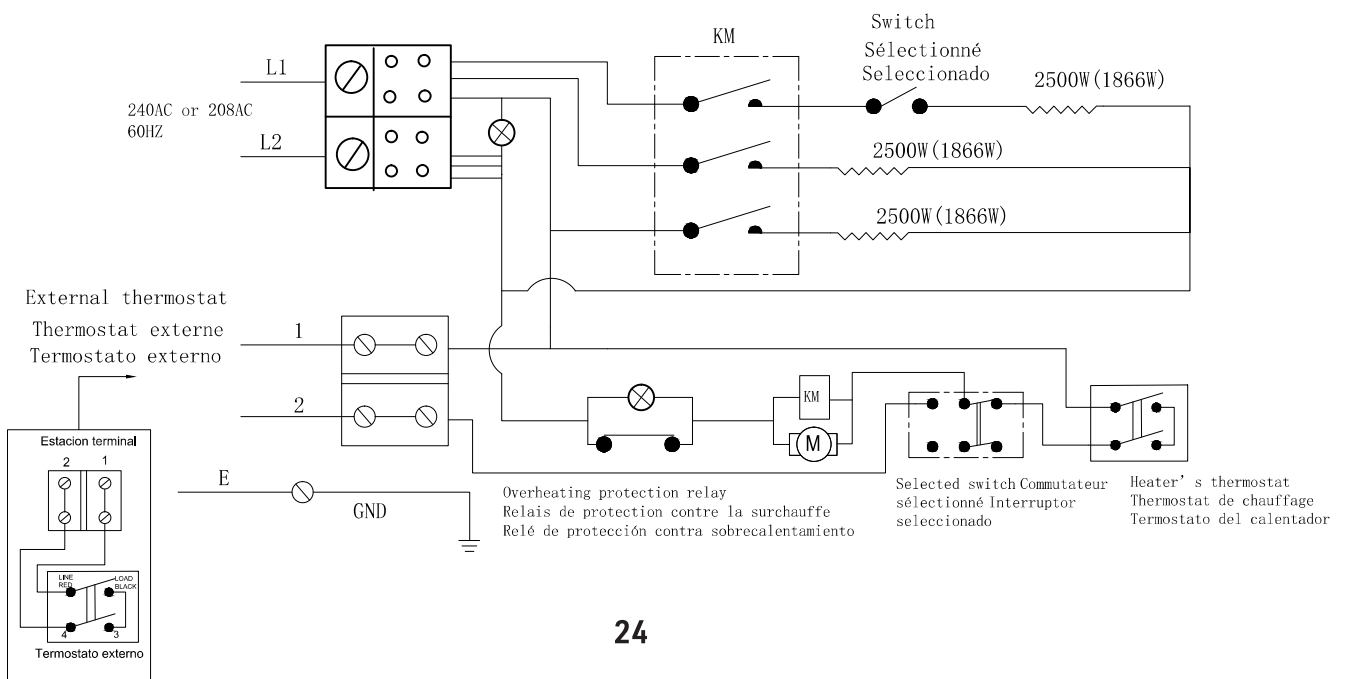 Switch
Sélectionné
Seleccionado
KM
2500W(1866W)
L1
240AC or 208AC
60HZ
L2
2500W(1866W)
2500W(1866W)
External thermostat
Thermostat externe
Termostato externo
1
2
KM
M
Estacion terminal
2 1
E
GND
Overheating protection relay
Relais de protection contre la surchauffe
Relé de protección contra sobrecalentamiento
Selected switch Commutateur
sélectionné Interruptor
seleccionado
Heater's thermostat
Thermostat de chauffage
Termostato del calentador
LINE
RED
LOAD
BLACK
4 3
Termostato externo
24